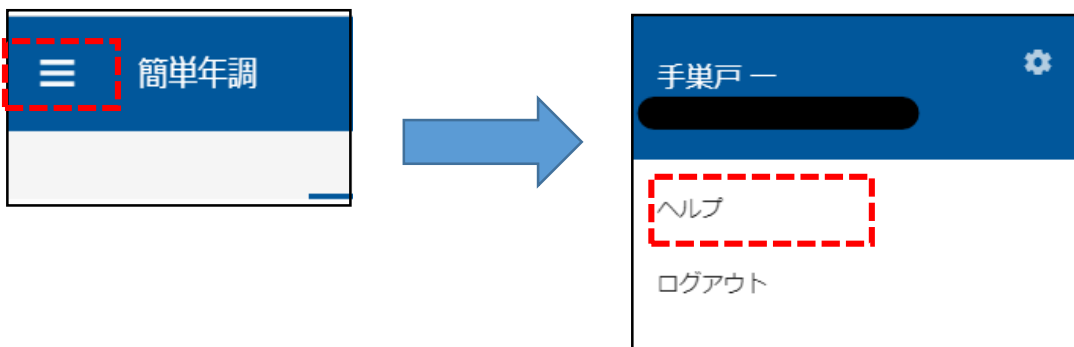 簡単年調
手巣戸 一
ヘルプ
ログアウト